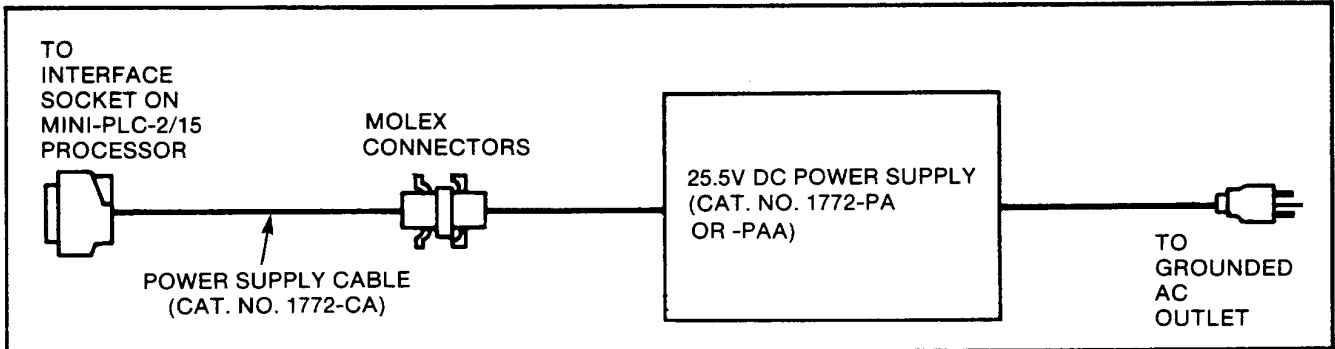 TO
INTERFACE
SOCKET ON
MINI-PLC-2/15
PROCESSOR
MOLEX
CONNECTORS
POWER SUPPLY CABLE
(CAT. NO. 1772-CA)
25.5V DC POWER SUPPLY
(CAT. NO. 1772-PA
OR -PAA)
TO
GROUNDED
AC
OUTLET